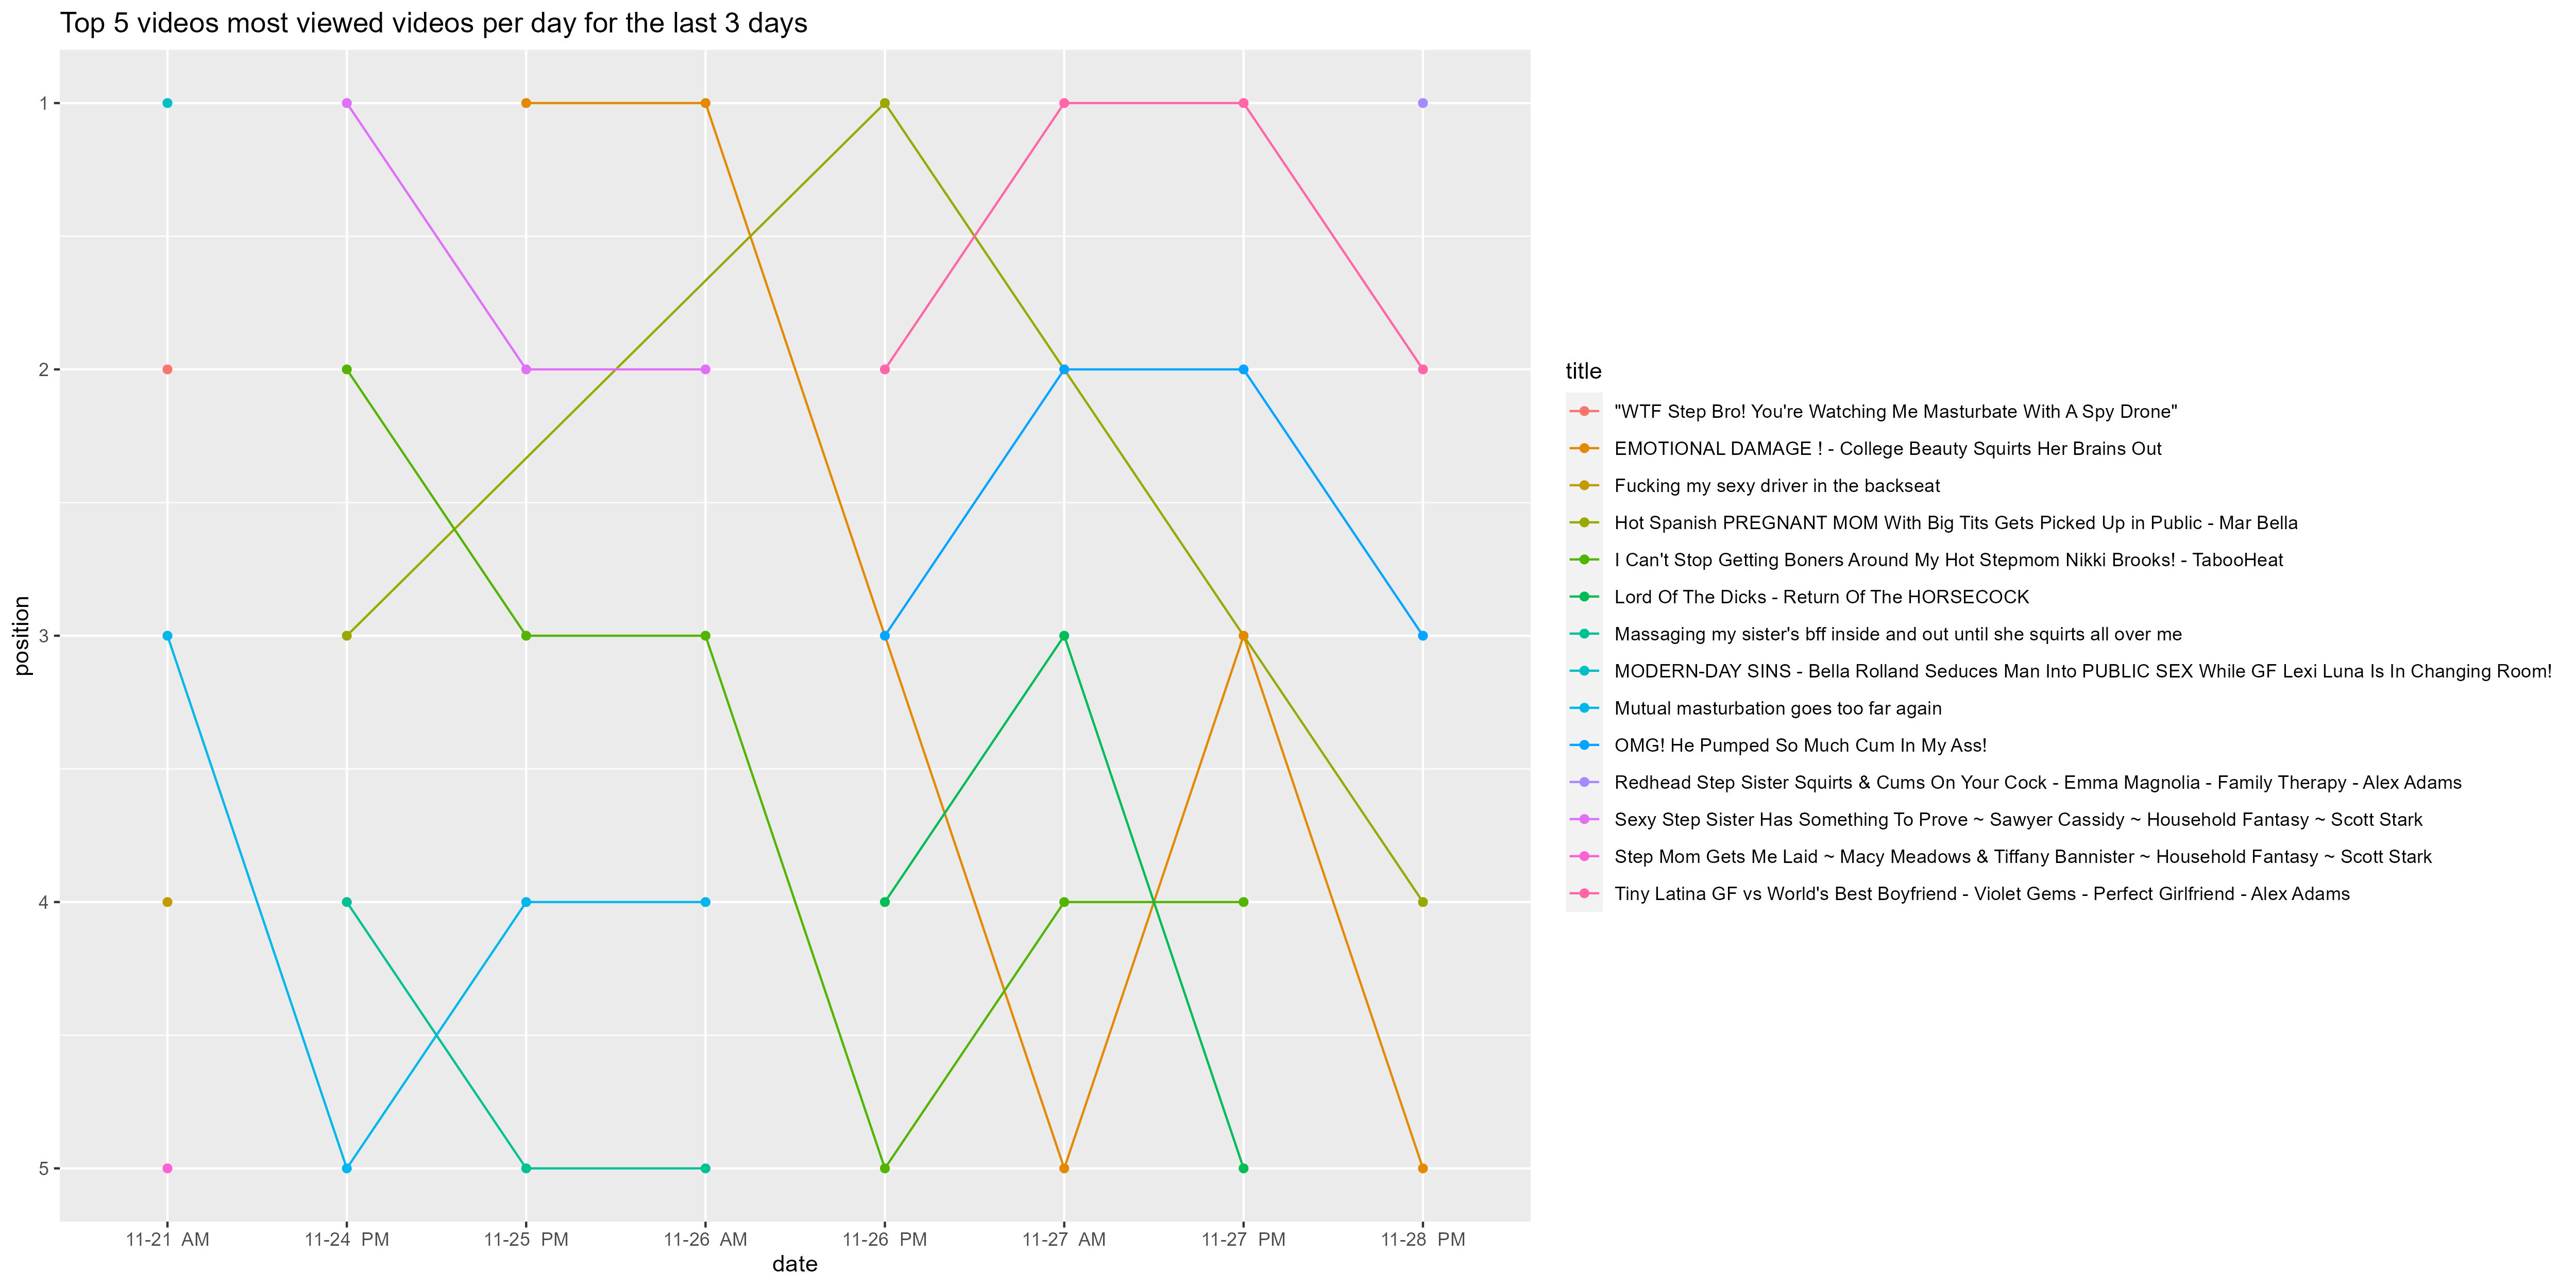 Top 5 videos most viewed videos per day for the last 3 days
position
1
2
3
4
5
11-21 AM
11-24 PM
11-25 PM
11-26 AM
11-26 PM
11-27 AM
11-27 PM
11-28 PM
date
title
"WTF Step Bro! You're Watching Me Masturbate With A Spy Drone"
EMOTIONAL DAMAGE ! - College Beauty Squirts Her Brains Out
Fucking my sexy driver in the backseat
Hot Spanish PREGNANT MOM With Big Tits Gets Picked Up in Public - Mar Bella
I Can't Stop Getting Boners Around My Hot Stepmom Nikki Brooks! - TabooHeat
Lord Of The Dicks - Return Of The HORSECOCK
Massaging my sister's bff inside and out until she squirts all over me
MODERN-DAY SINS - Bella Rolland Seduces Man Into PUBLIC SEX While GF Lexi Luna Is In Changing Room!
Mutual masturbation goes too far again
OMG! He Pumped So Much Cum In My Ass!
Redhead Step Sister Squirts & Cums On Your Cock - Emma Magnolia - Family Therapy - Alex Adams
Sexy Step Sister Has Something To Prove ~ Sawyer Cassidy ~ Household Fantasy ~ Scott Stark
Step Mom Gets Me Laid ~ Macy Meadows & Tiffany Bannister ~ Household Fantasy ~ Scott Stark
Tiny Latina GF vs World's Best Boyfriend - Violet Gems - Perfect Girlfriend - Alex Adams